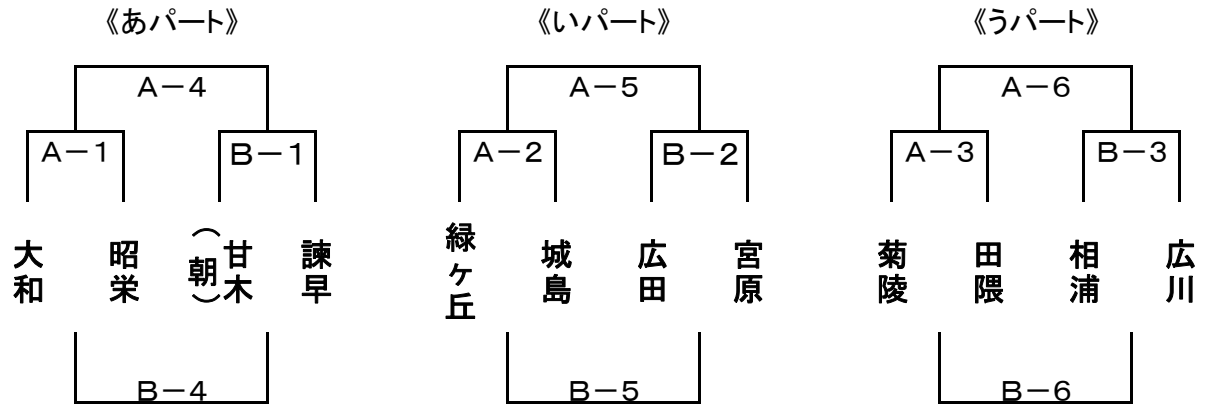 《あパート》 《いパート》 《うパート》
A－4 A－5 A－6
A－1 B－1 A－2 B－2 A－3 B－3
大和 昭栄 （朝）甘木 諫早 緑ヶ丘 城島 広田 宮原 菊陵 田隈 相浦 広川
B－4 B－5 B－6